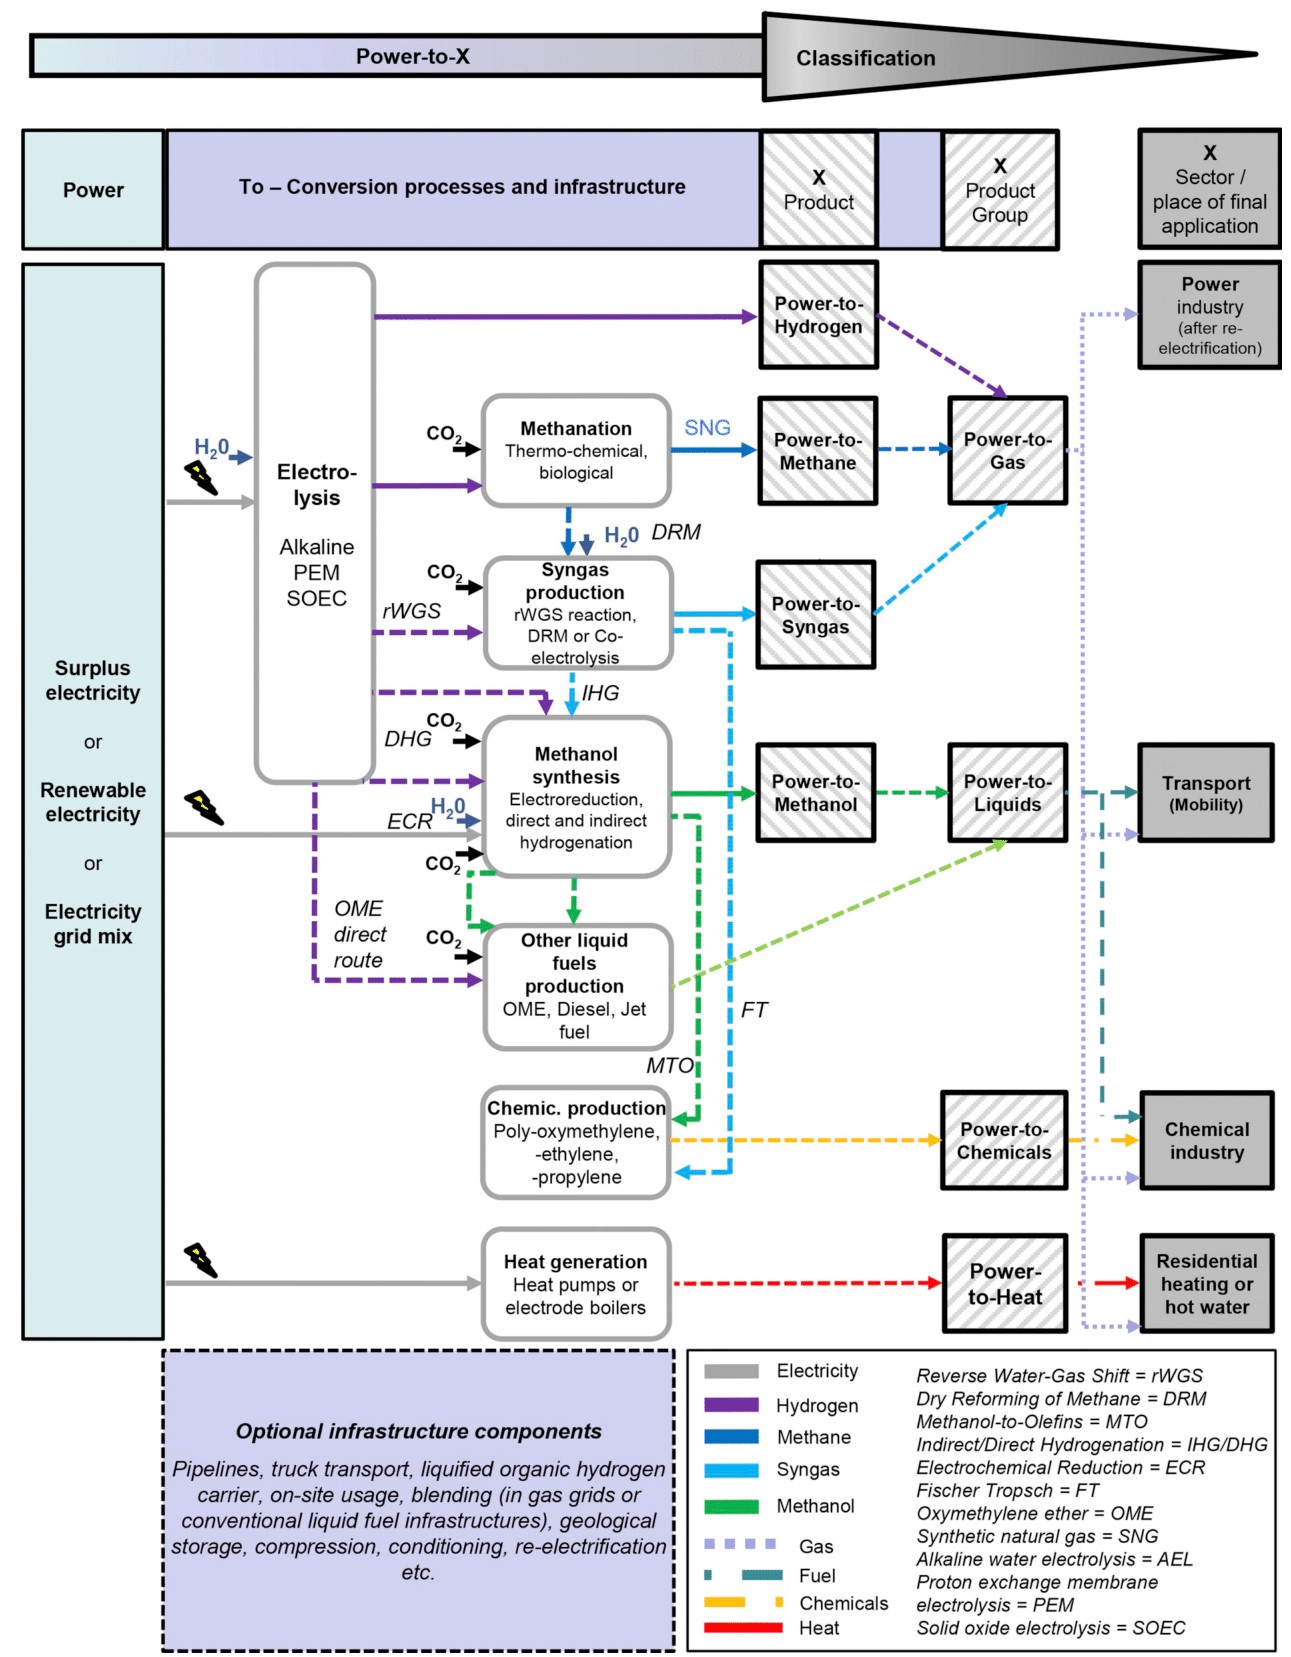 Power-to-X
Classification
Power
To – Conversion processes and infrastructure
X
Product
X
Product
Group
X
Sector /
place of final
application
Surplus
electricity
or
Renewable
electricity
or
Electricity
grid mix
H20
Electro-
lysis
Alkaline
PEM
SOEC
Power-to-
Hydrogen
Power
industry
(after re-
electrification)
CO2
Methanation
Thermo-chemical,
biological
SNG
Power-to-
Methane
Power-to-
Gas
H20 DRM
CO2
rWGS
Syngas
production
rWGS reaction,
DRM or Co-
electrolysis
Power-to-
Syngas
IHG
CO2
DHG
H20
ECR
CO2
Methanol
synthesis
Electroreduction,
direct and indirect
hydrogenation
Power-to-
Methanol
Power-to-
Liquids
Transport
(Mobility)
OME
direct
route
CO2
Other liquid
fuels
production
OME, Diesel, Jet
fuel
FT
MTO
Chemic. production
Poly-oxymethylene,
-ethylene,
-propylene
Power-to-
Chemicals
Chemical
industry
Heat generation
Heat pumps or
electrode boilers
Power-
to-Heat
Residential
heating or
hot water
Optional infrastructure components
Pipelines, truck transport, liquified organic hydrogen
carrier, on-site usage, blending (in gas grids or
conventional liquid fuel infrastructures), geological
storage, compression, conditioning, re-electrification
etc.
Electricity
Hydrogen
Methane
Syngas
Methanol
Gas
Fuel
Chemicals
Heat
Reverse Water-Gas Shift = rWGS
Dry Reforming of Methane = DRM
Methanol-to-Olefins = MTO
Indirect/Direct Hydrogenation = IHG/DHG
Electrochemical Reduction = ECR
Fischer Tropsch = FT
Oxymethylene ether = OME
Synthetic natural gas = SNG
Alkaline water electrolysis = AEL
Proton exchange membrane
electrolysis = PEM
Solid oxide electrolysis = SOEC